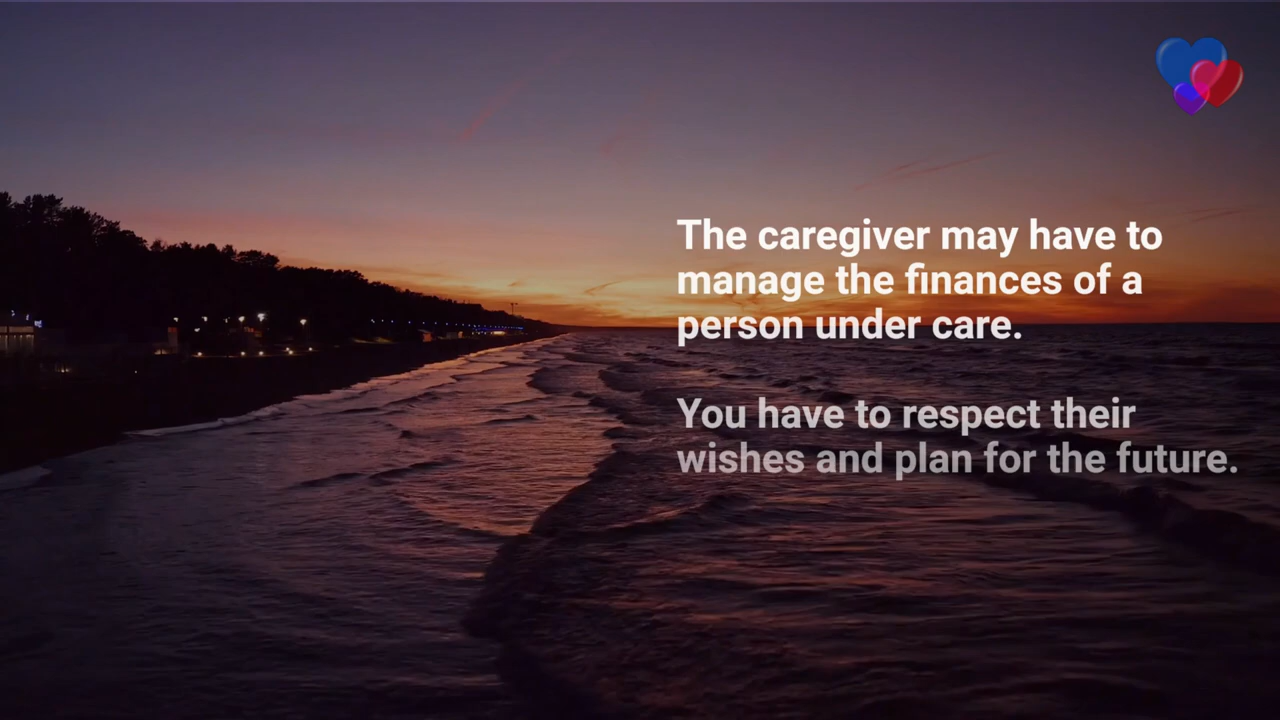 The caregiver may have to
manage the finances of a
person under care.
You have to respect their
wishes and plan for the future.